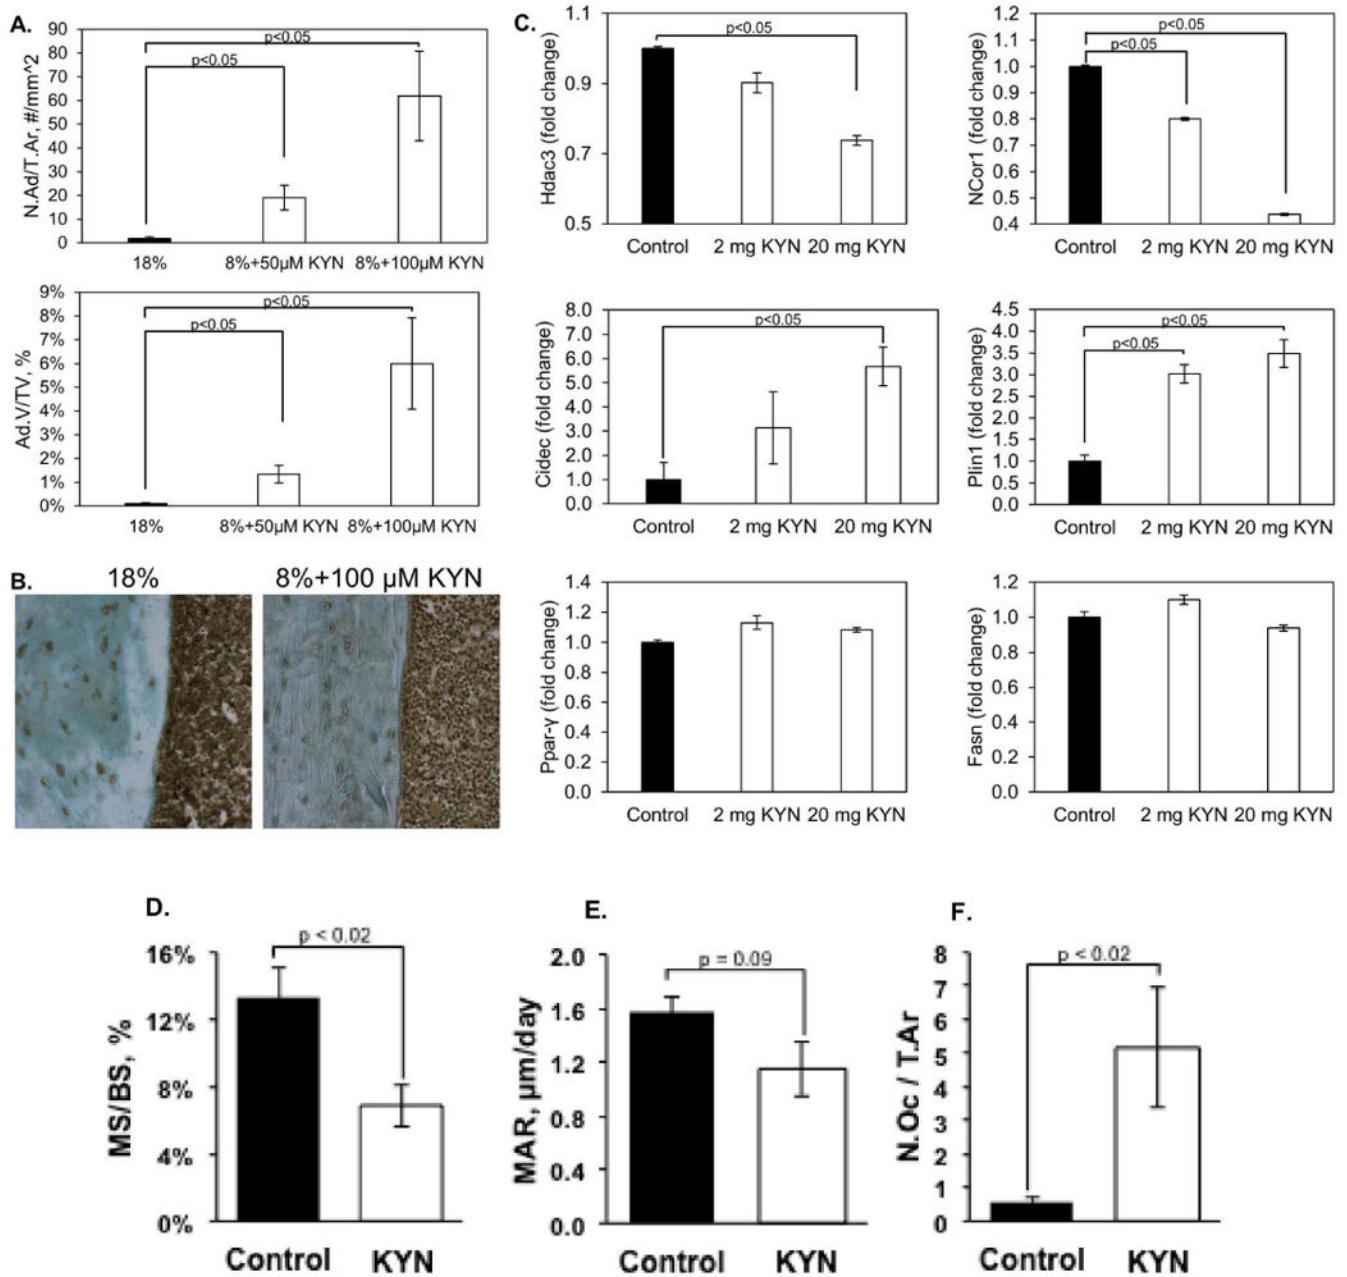 A.
N.Ad/T.Ar, #/mm^2
90
80
70
60
50
40
30
20
10
0
p<0.05
p<0.05
18%
8%+50µM KYN
8%+100µM KYN
Ad.V/TV, %
9%
8%
7%
6%
5%
4%
3%
2%
1%
0%
p<0.05
p<0.05
18%
8%+50µM KYN
8%+100µM KYN
B.
18%
8%+100 µM KYN
C.
Hdac3 (fold change)
1.1
0.9
0.7
0.5
p<0.05
Control
2 mg KYN
20 mg KYN
NCor1 (fold change)
1.2
1.1
1.0
0.9
0.8
0.7
0.6
0.5
0.4
p<0.05
p<0.05
Control
2 mg KYN
20 mg KYN
Cidec (fold change)
8.0
7.0
6.0
5.0
4.0
3.0
2.0
1.0
0.0
p<0.05
Control
2 mg KYN
20 mg KYN
Plin1 (fold change)
4.5
4.0
3.5
3.0
2.5
2.0
1.5
1.0
0.5
0.0
p<0.05
p<0.05
Control
2 mg KYN
20 mg KYN
Ppar-γ (fold change)
1.4
1.2
1.0
0.8
0.6
0.4
0.2
0.0
Control
2 mg KYN
20 mg KYN
Fasn (fold change)
1.2
1.0
0.8
0.6
0.4
0.2
0.0
Control
2 mg KYN
20 mg KYN
D.
MS/BS, %
16%
12%
8%
4%
0%
p < 0.02
Control
KYN
E.
MAR, µm/day
2.0
1.6
1.2
0.8
0.4
0.0
p = 0.09
Control
KYN
F.
N.Oc / T.Ar
8
7
6
5
4
3
2
1
0
p < 0.02
Control
KYN